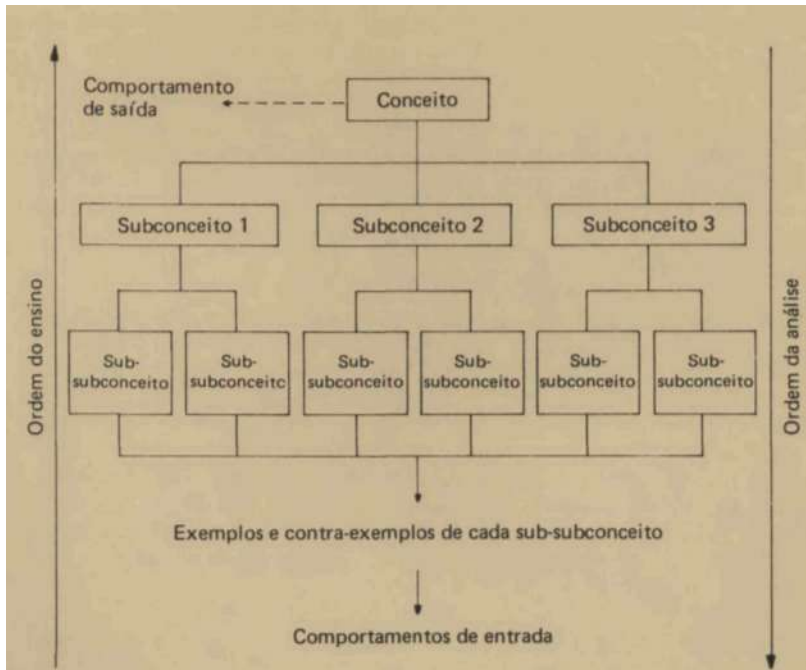 Comportamento
de saída
Conceito
Subconceito 1
Subconceito 2
Subconceito 3
Ordem do ensino
Ordem da análise
Sub-
subconceito
Sub-
subconceitc
Sub-
subconceito
Sub-
subconceito
Sub-
subconceito
Sub-
subconceito
Exemplos e contra-exemplos de cada sub-subconceito
Comportamentos de entrada